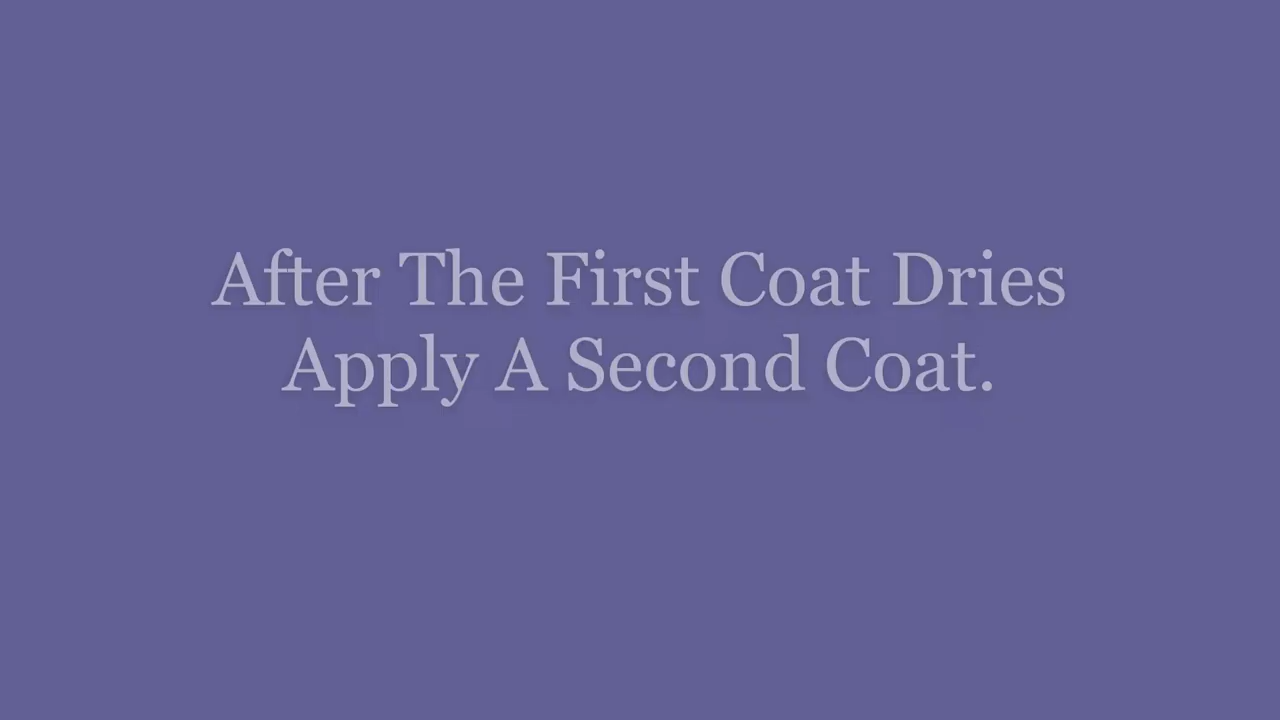 After The First Coat Dries
Apply A Second Coat.